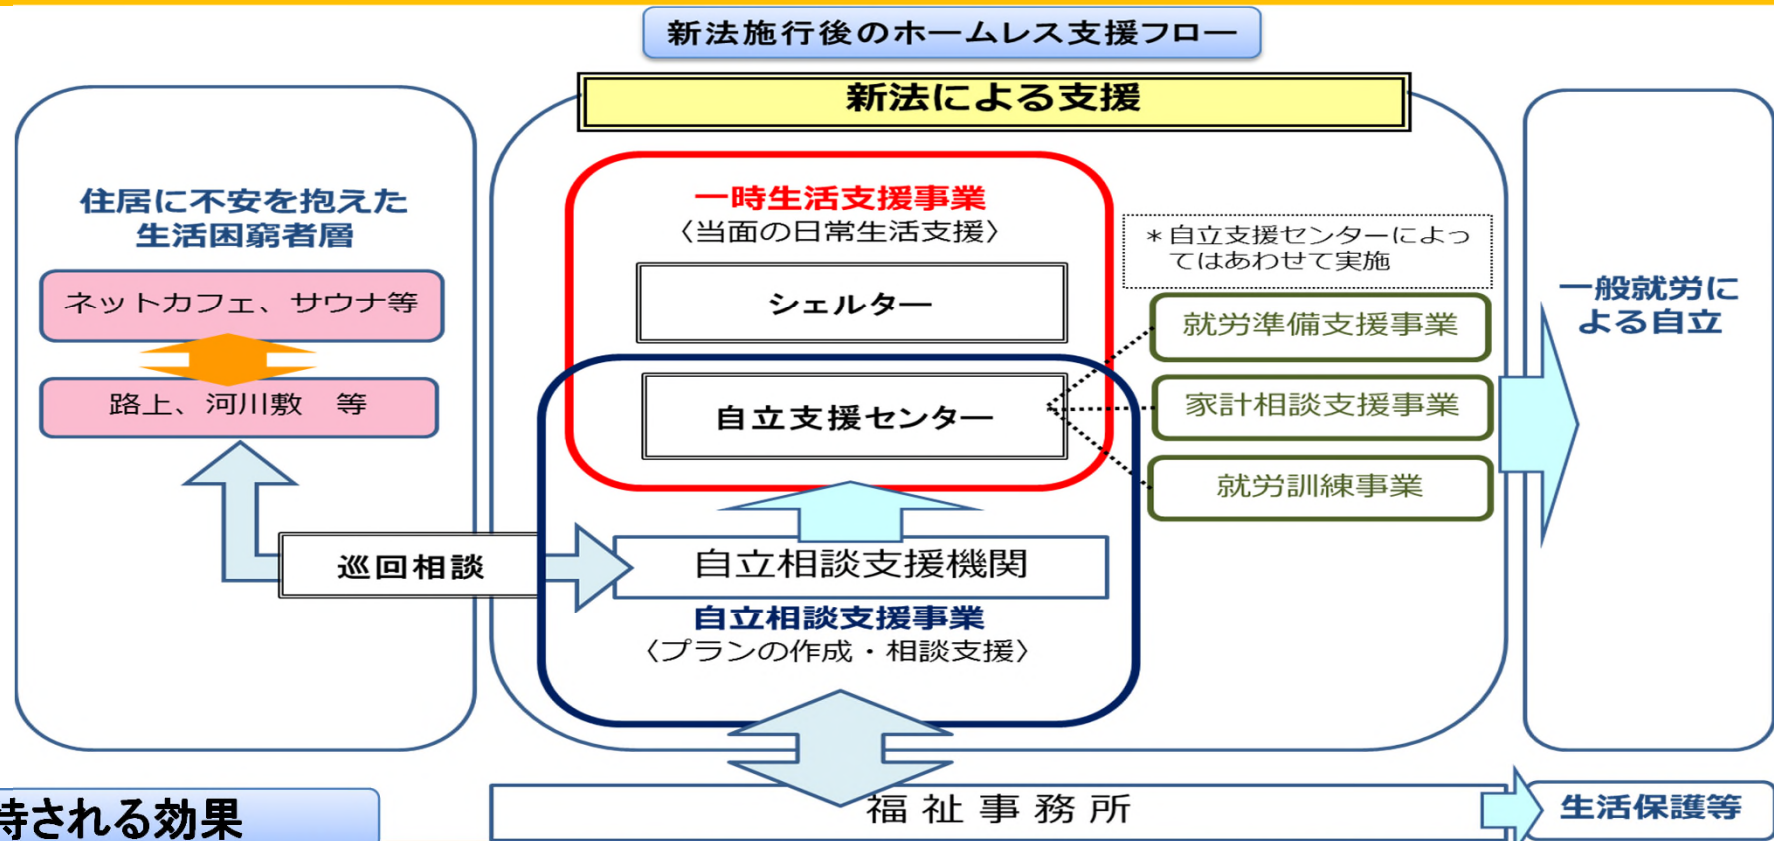 新法施行後のホームレス支援フロー
新法による支援
住居に不安を抱えた
生活困窮者層
ネットカフェ、サウナ等
路上、河川敷　等
巡回相談
一時生活支援事業
〈当面の日常生活支援〉
シェルター
自立支援センター
自立相談支援機関
自立相談支援事業
〈プランの作成・相談支援〉
＊自立支援センターによっ
てはあわせて実施
就労準備支援事業
家計相談支援事業
就労訓練事業
一般就労に
よる自立
福祉事務所
生活保護等
待される効果